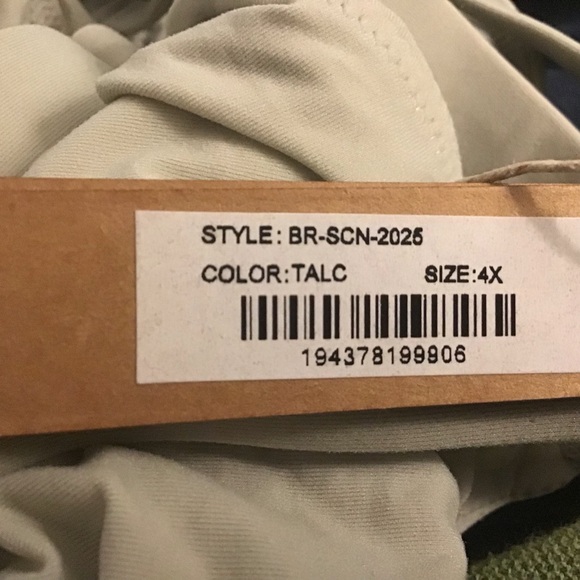 STYLE: BR-SCN-2025
COLOR:TALC SIZE:4X
194378199906